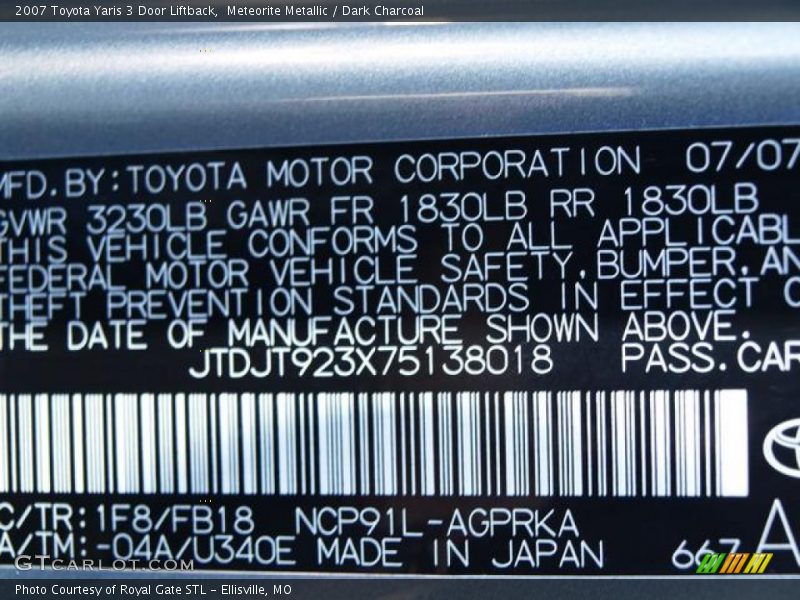 2007 Toyota Yaris 3 Door Liftback, Meteorite Metallic / Dark Charcoal
MFD.BY:TOYOTA MOTOR CORPORATION 07/07
GVWR 3230LB GAWR FR 1830LB RR 1830LB
THIS VEHICLE CONFORMS TO ALL APPLICABL
FEDERAL MOTOR VEHICLE SAFETY,BUMPER,AN
THEFT PREVENTION STANDARDS IN EFFECT O
THE DATE OF MANUFACTURE SHOWN ABOVE.
JTDJT923X75138018 PASS.CAR
C/TR:1F8/FB18 NCP91L-AGPRKA A
A/TM:-04A/U340E MADE IN JAPAN 667
GTCARLOT.COM
Photo Courtesy of Royal Gate STL - Ellisville, MO